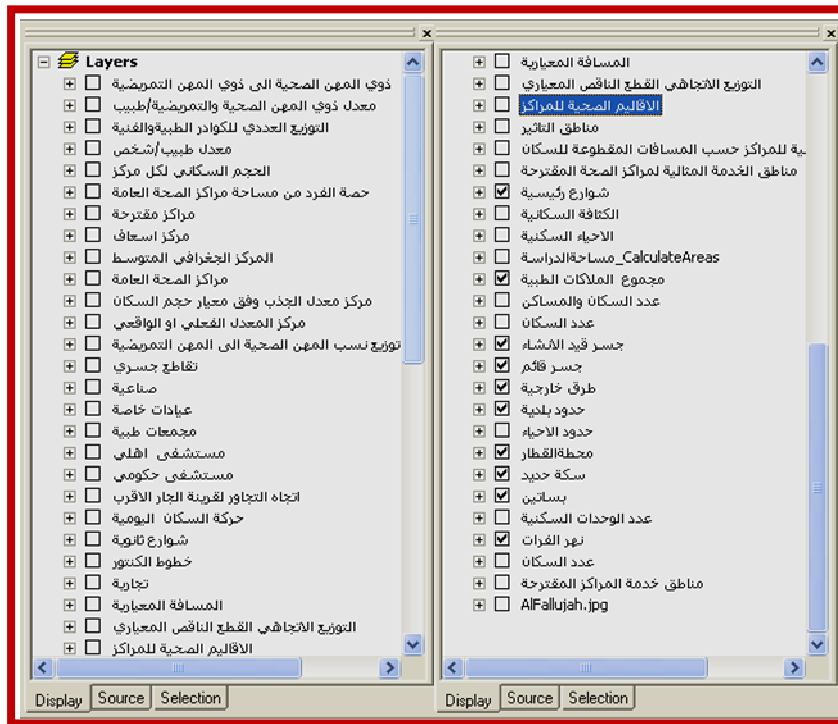 Layers
ذوي المهن الصحية الى ذوي المهن التمريضية
معدل ذوي المهن الصحية والتمريضية/طبيب
التوزيع العددي للكوادر الطبيةوالفنية
معدل طبيب/شخص
الحجم السكاني لكل مركز
حصة الفرد من مساحة مراكز الصحة العامة
مراكز مقترحة
مركز اسعاف
المركز الجغرافي المتوسط
مراكز الصحة العامة
مركز معدل الجذب وفق معيار حجم السكان
مركز المعدل الفعلي او الواقعي
توزيع نسب المهن الصحية الى المهن التمريضية
تقاطع جسري
صناعية
عيادات خاصة
مجمعات طبية
مستشفى اهلي
مستشفى حكومي
اتجاه التجاور لقرينة الجار الاقرب
حركة السكان اليومية
شوارع ثانوية
خطوط الكنتور
تجارية
المسافة المعيارية
التوزيع الاتجاهي القطع الناقص المعياري
الاقاليم الصحية للمراكز
Display Source Selection
المسافة المعيارية
التوزيع الاتجاهي القطع الناقص المعياري
الاقاليم الصحية للمراكز
مناطق التاثير
ية للمراكز حسب المسافات المقطوعة للسكان
مناطق الخدمة المثالية لمراكز الصحة المقترحة
شوارع رئيسية
الكثافة السكانية
الاحياء السكنية
مساحةالدراسة_CalculateAreas
مجموع الملاكات الطبية
عدد السكان والمساكن
عدد السكان
جسر قيد الانشاء
جسر قائم
طرق خارجية
حدود بلدية
حدود الاحياء
محطةالقطار
سكة حديد
بساتين
عدد الوحدات السكنية
نهر الفرات
عدد السكان
مناطق خدمة المراكز المقترحة
AlFallujah.jpg
Display Source Selection